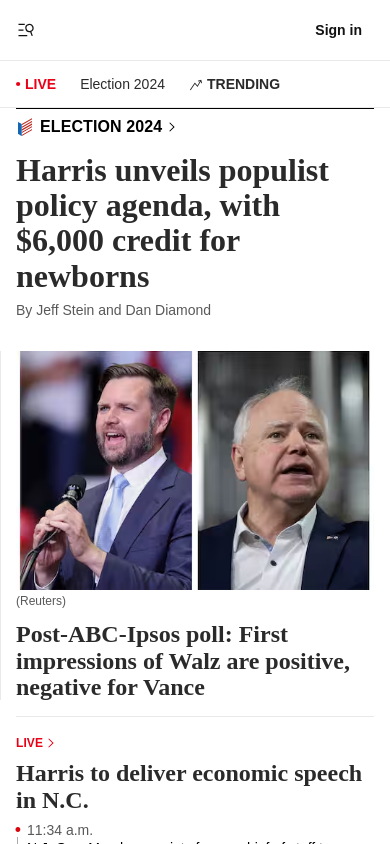 Sign in
LIVE
Election 2024
TRENDING
ELECTION 2024
Harris unveils populist
policy agenda, with
$6,000 credit for
newborns
By Jeff Stein and Dan Diamond
(Reuters)
Post-ABC-Ipsos poll: First
impressions of Walz are positive,
negative for Vance
LIVE
Harris to deliver economic speech
in N.C.
11:34 a.m.